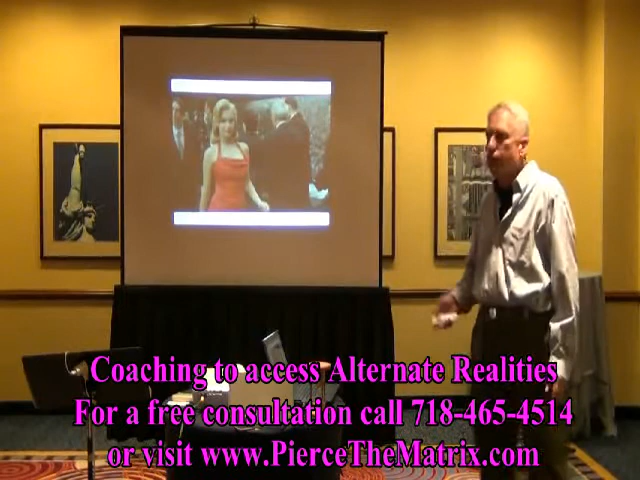 Coaching to access Alternate Realities
For a free consultation call 718-465-4514
or visit www.PierceTheMatrix.com